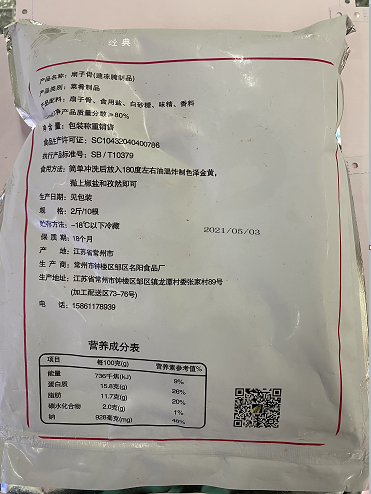 经典
产品名称：扇子骨(速冻腌制品)
产品类别：菜肴制品
产品配料：扇子骨、食用盐、白砂糖、味精、香料
产品质量分数≥80%
净含量：包装称重销售
食品生产许可证：SC10432040400786
执行产品标准号：SB/T10379
食用方法：简单冲洗后放入180度左右油温炸制色泽金黄，
蘸上椒盐和孜然即可
生产日期：见包装
规 格：2斤/10根
贮存方法：-18℃以下冷藏
2021/05/03
保 质 期：18个月
产 地：江苏省常州市
生 产 商：常州市钟楼区邹区名阳食品厂
生产地址：江苏省常州市钟楼区邹区镇龙潭村委张家村89号
(加工配送区73-76号)
电 话：15861178939
营养成分表
项目 每100克(g) 营养素参考值%
能量 736千焦(kJ) 9%
蛋白质 15.8克(g) 26%
脂肪 11.7克(g) 20%
碳水化合物 2.0克(g) 1%
钠 928毫克(mg) 46%